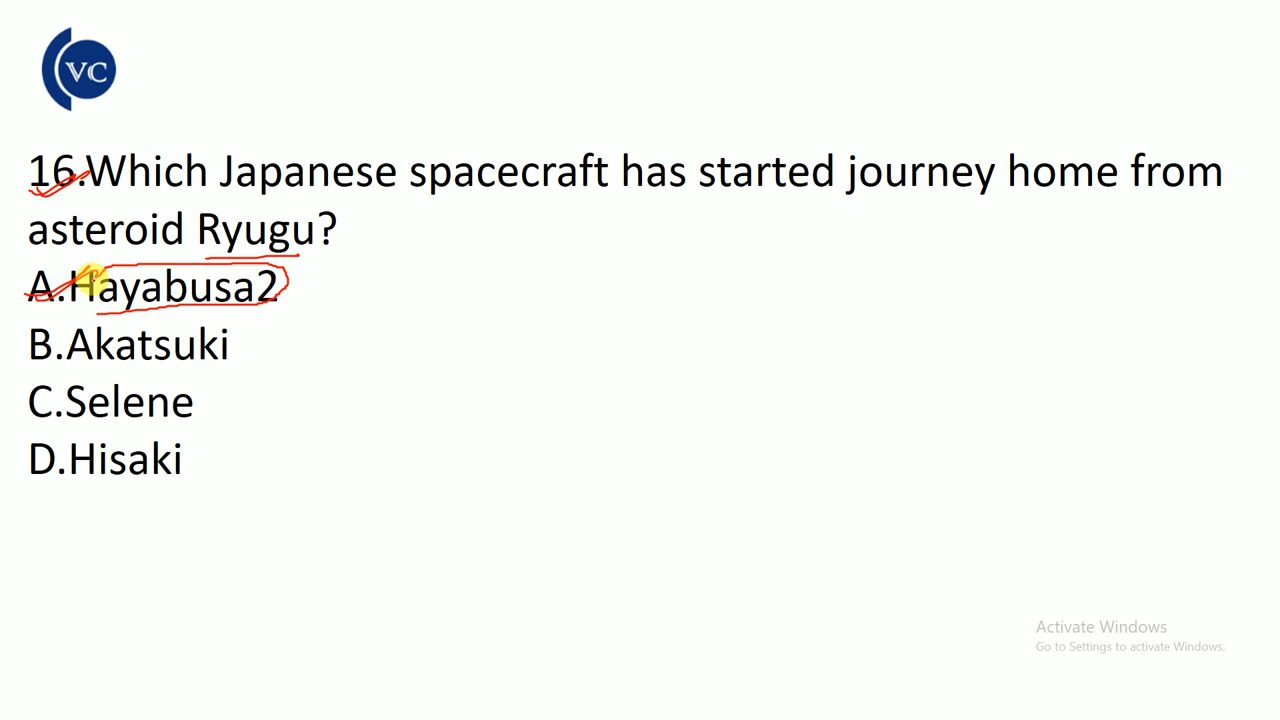 VC
16.Which Japanese spacecraft has started journey home from
asteroid Ryugu?
A.Hayabusa2
B.Akatsuki
C.Selene
D.Hisaki
Activate Windows
Go to Settings to activate Windows.